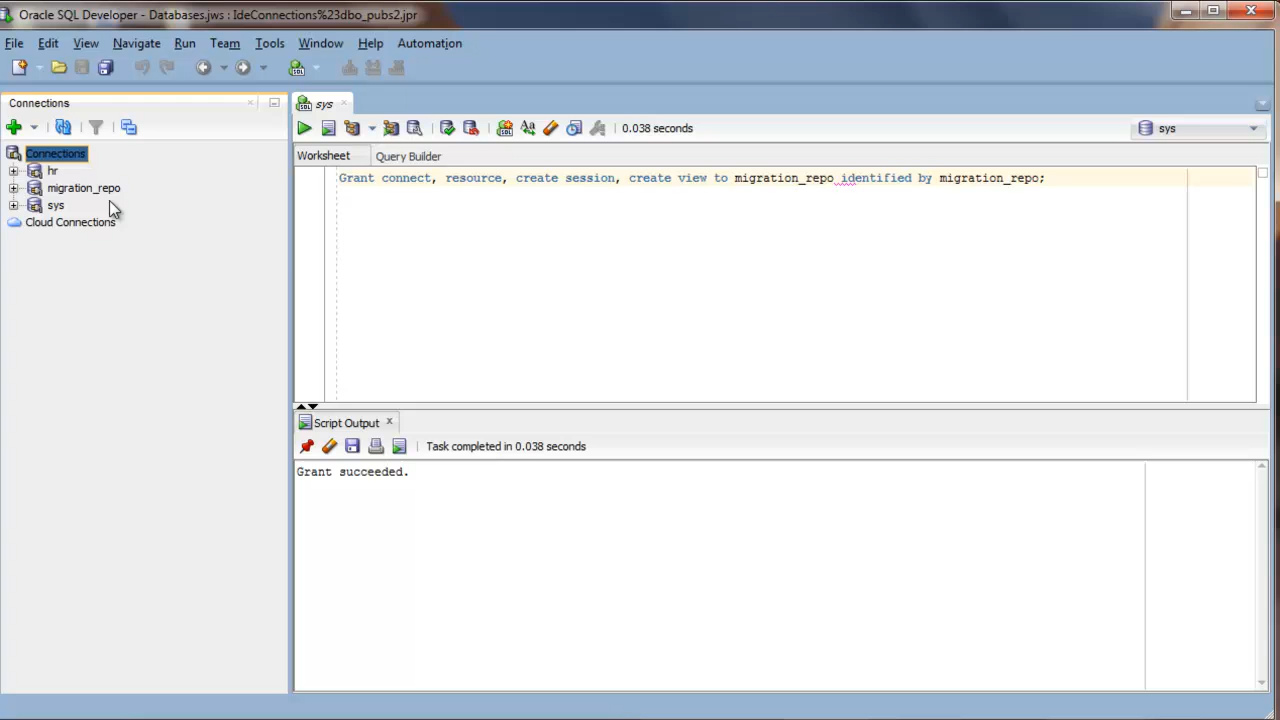 Oracle SQL Developer - Databases.jws : IdeConnections%23dbo_pubs2.jpr
File Edit View Navigate Run Team Tools Window Help Automation
Connections
sys
0.038 seconds
sys
Worksheet Query Builder
Connections
hr
migration_repo
sys
Cloud Connections
Grant connect, resource, create session, create view to migration_repo identified by migration_repo;
Script Output
Task completed in 0.038 seconds
Grant succeeded.